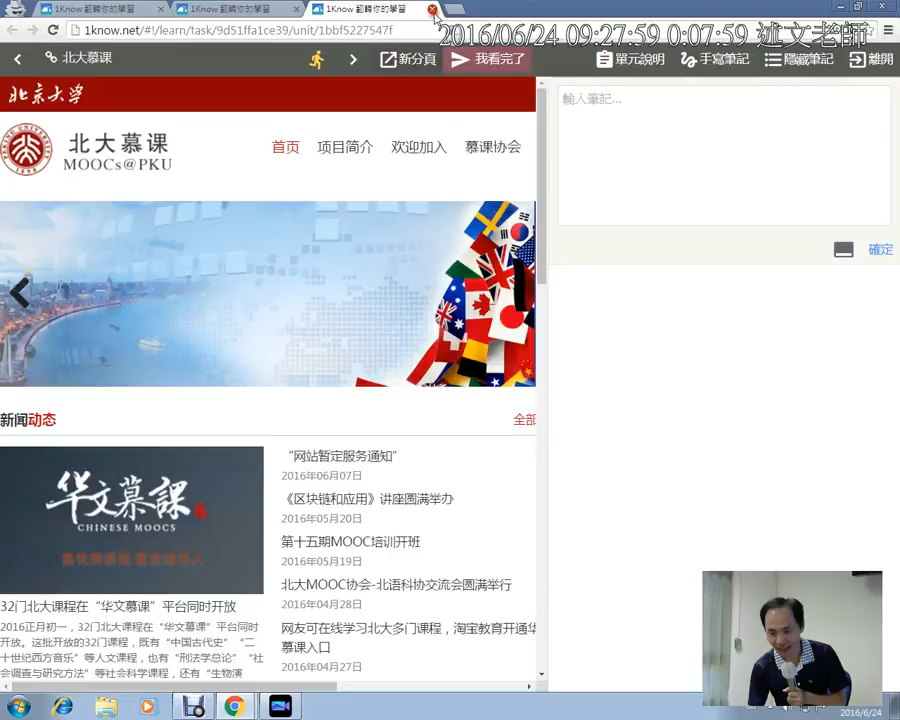 1Know 翻轉你的學習
1Know 翻轉你的學習
1Know 翻轉你的學習
1know.net/#!/learn/task/9d51ffa1ce39/unit/1bbf5227547f
2016/06/24 09:27:59 0:07:59 述文老師
北大慕课
新分頁
我看完了
單元說明
手寫筆記
隱藏筆記
離開
北京大学
輸入筆記...
北大慕课
MOOCs@PKU
首页 项目简介 欢迎加入 慕课协会
確定
新闻动态
全部
华文慕課
CHINESE MOOCS
“网站暂定服务通知”
2016年06月07日
《区块链和应用》讲座圆满举办
2016年05月20日
第十五期MOOC培训开班
2016年05月19日
北大MOOC协会-北语科协交流会圆满举行
2016年04月28日
网友可在线学习北大多门课程，淘宝教育开通华
慕课入口
2016年04月27日
32门北大课程在“华文慕课”平台同时开放
2016正月初一，32门北大课程在“华文慕课”平台同时
开放。这批开放的32门课程，既有“中国古代史”“二
十世纪西方音乐”等人文课程，也有“刑法学总论”“社
会调查与研究方法”等社会科学课程，还有“生物演
2016/6/24